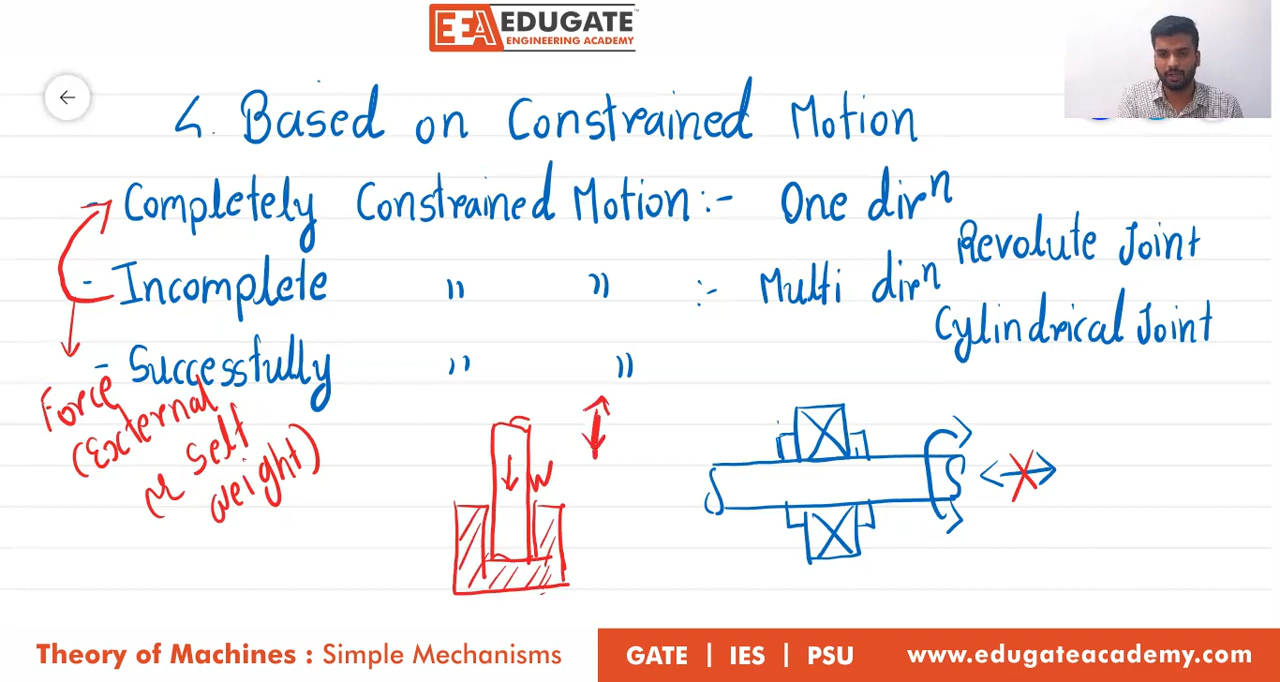 EEA EDUGATE
ENGINEERING ACADEMY
4. Based on Constrained Motion
- Completely Constrained Motion :- One dirn
Revolute Joint
- Incomplete " " :- Multi dirn
Cylindrical Joint
- Successfully " "
Force
(External
or self
weight)
W
Theory of Machines : Simple Mechanisms
GATE | IES | PSU
www.edugateacademy.com